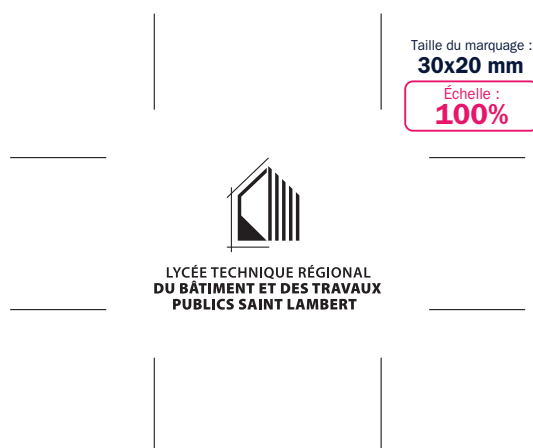 Taille du marquage :
30x20 mm
Échelle :
100%
LYCÉE TECHNIQUE RÉGIONAL
DU BÂTIMENT ET DES TRAVAUX
PUBLICS SAINT LAMBERT